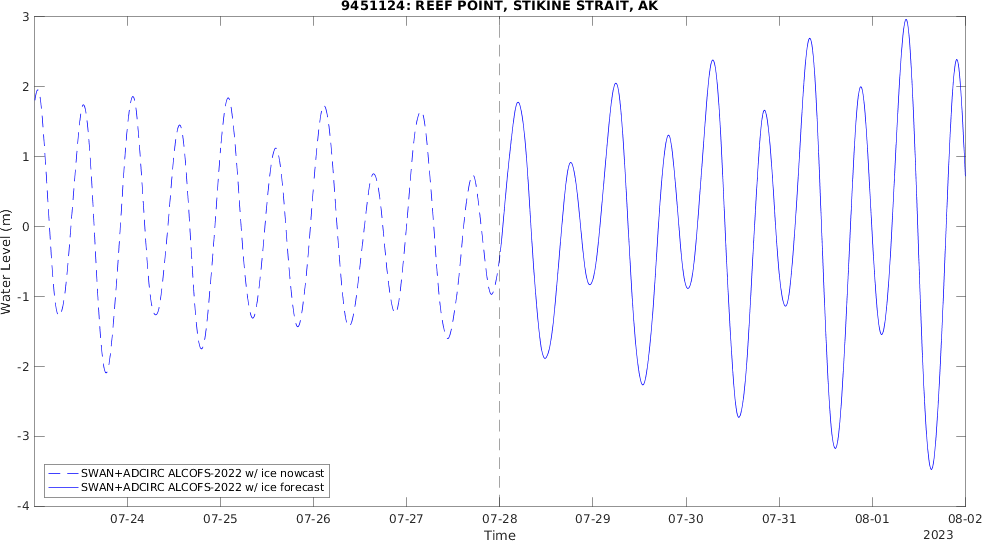 9451124: REEF POINT, STIKINE STRAIT, AK
3
2
1
0
-1
-2
-3
-4
Water Level (m)
SWAN+ADCIRC ALCOFS-2022 w/ ice nowcast
SWAN+ADCIRC ALCOFS-2022 w/ ice forecast
07-24 07-25 07-26 07-27 07-28 07-29 07-30 07-31 08-01 08-02
Time
2023